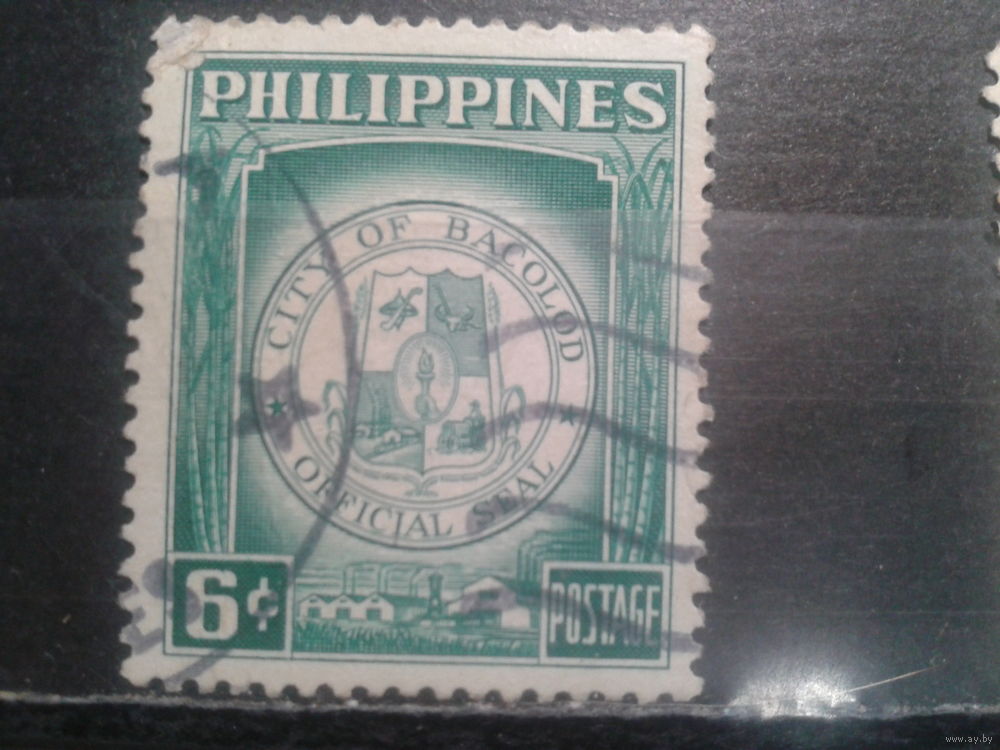 PHILIPPINES
CITY OF BACOLOD
OFFICIAL SEAL
6¢
POSTAGE
www.ay.by